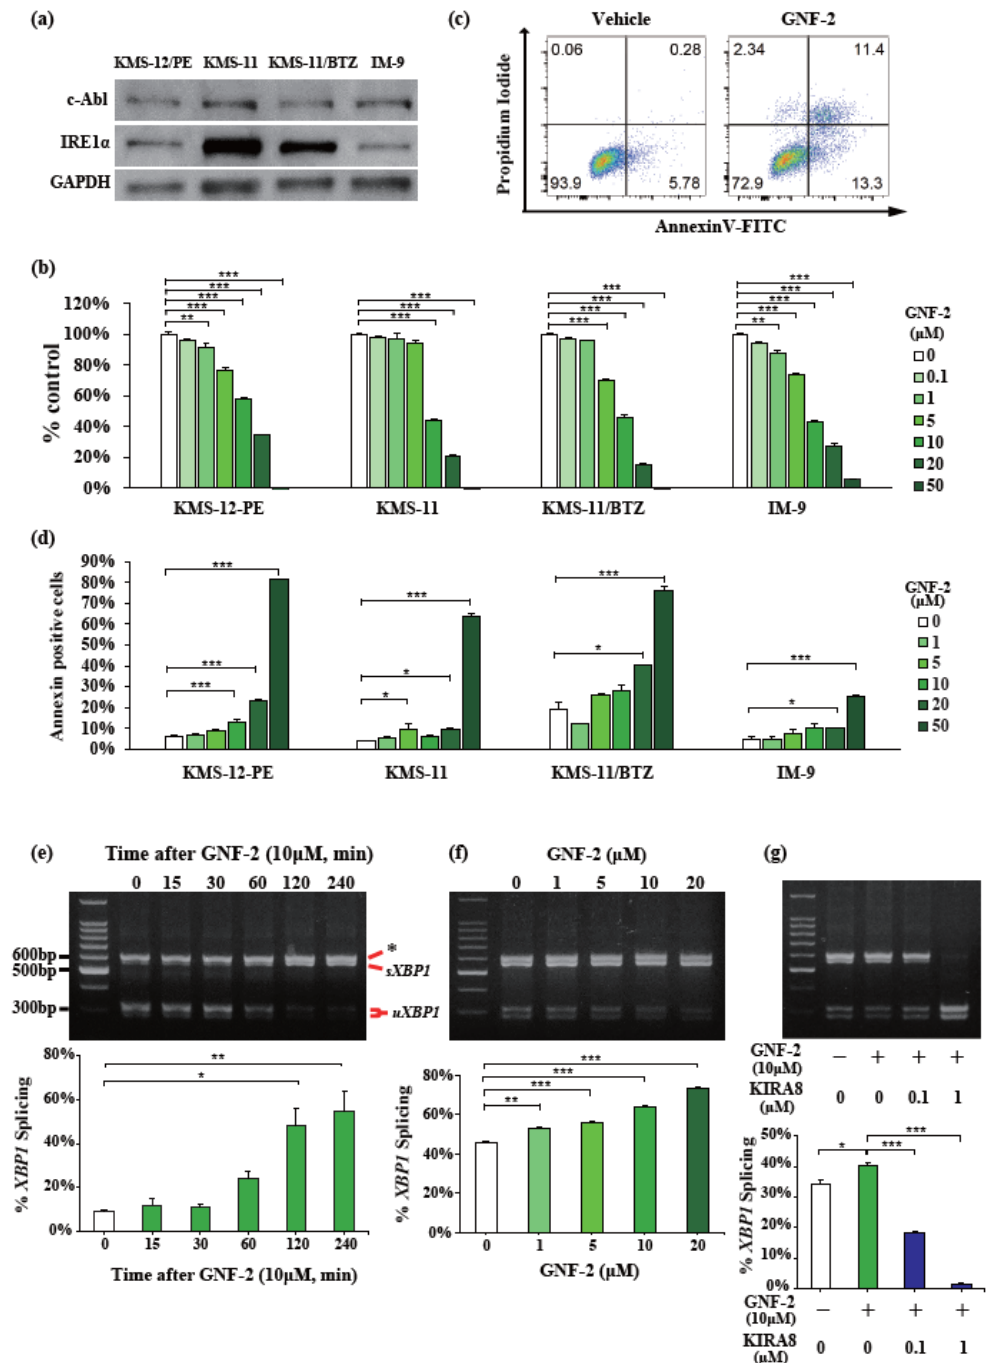 (a)
KMS-12/PE KMS-11 KMS-11/BTZ IM-9
c-Abl
IRE1α
GAPDH
(c)
Vehicle GNF-2
Propidium Iodide
0.06 0.28
93.9 5.78
2.34 11.4
72.9 13.3
AnnexinV-FITC
(b)
% control
120%
100%
80%
60%
40%
20%
0%
*** *** *** *** **
*** *** ***
*** *** *** ***
*** *** *** *** **
KMS-12-PE KMS-11 KMS-11/BTZ IM-9
GNF-2
(μM)
0
0.1
1
5
10
20
50
(d)
Annexin positive cells
90%
80%
70%
60%
50%
40%
30%
20%
10%
0%
*** *** ***
*** * *
*** *
*** *
KMS-12-PE KMS-11 KMS-11/BTZ IM-9
GNF-2
(μM)
0
1
5
10
20
50
(e)
Time after GNF-2 (10μM, min)
0 15 30 60 120 240
600bp
500bp
300bp
*
sXBP1
uXBP1
% XBP1 Splicing
80%
60%
40%
20%
0%
**
*
0 15 30 60 120 240
Time after GNF-2 (10μM, min)
(f)
GNF-2 (μM)
0 1 5 10 20
% XBP1 Splicing
80%
60%
40%
20%
0%
***
***
***
**
0 1 5 10 20
GNF-2 (μM)
(g)
GNF-2
(10μM) − + + +
KIRA8
(μM) 0 0 0.1 1
% XBP1 Splicing
50%
40%
30%
20%
10%
0%
***
* ***
GNF-2
(10μM) − + + +
KIRA8
(μM) 0 0 0.1 1